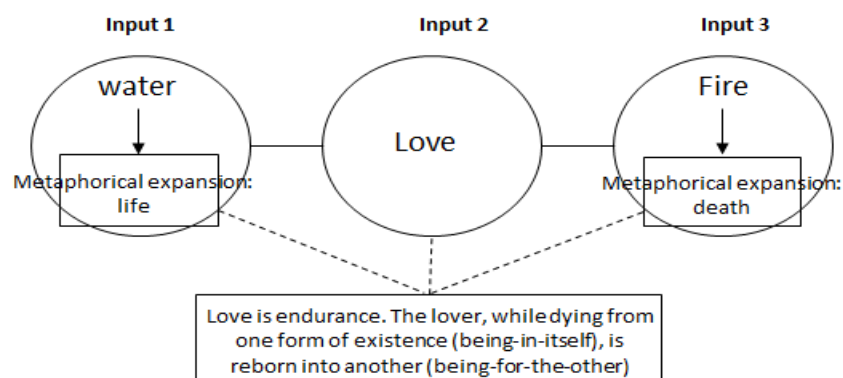 Input 1
Input 2
Input 3
water
Love
Fire
Metaphorical expansion:
life
Metaphorical expansion:
death
Love is endurance. The lover, while dying from
one form of existence (being-in-itself), is
reborn into another (being-for-the-other)